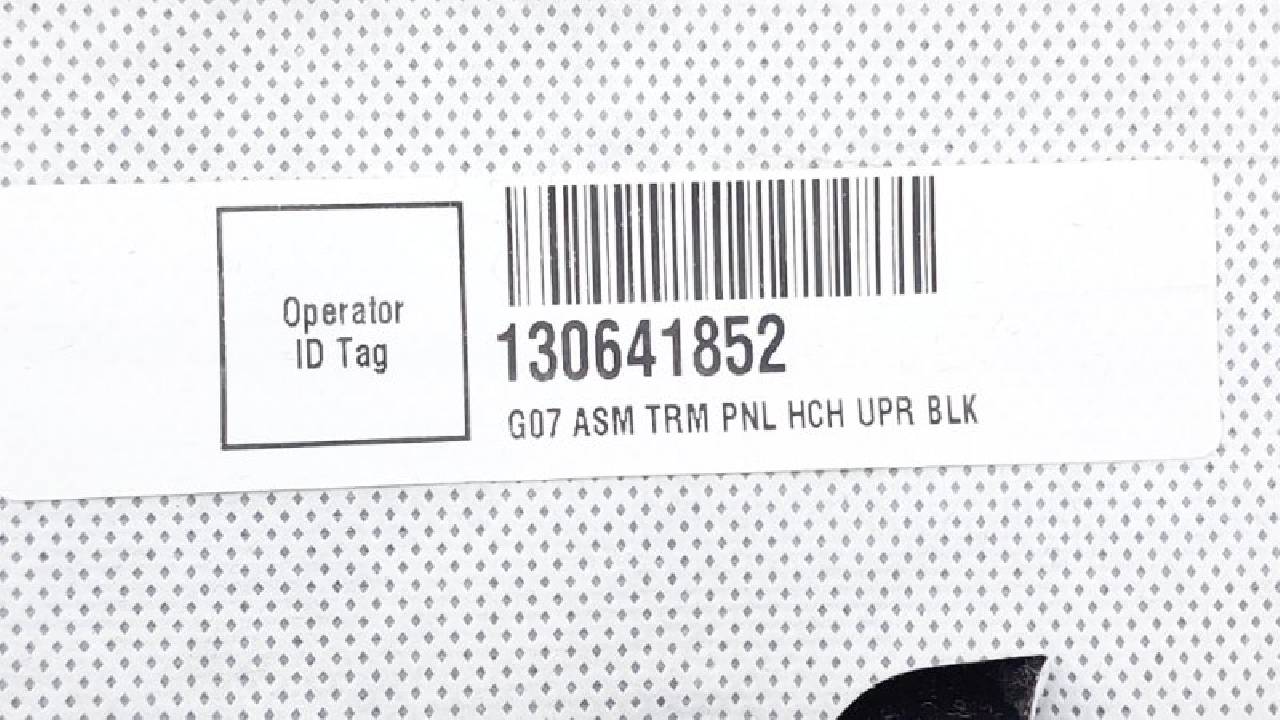 Operator
ID Tag
130641852
G07 ASM TRM PNL HCH UPR BLK